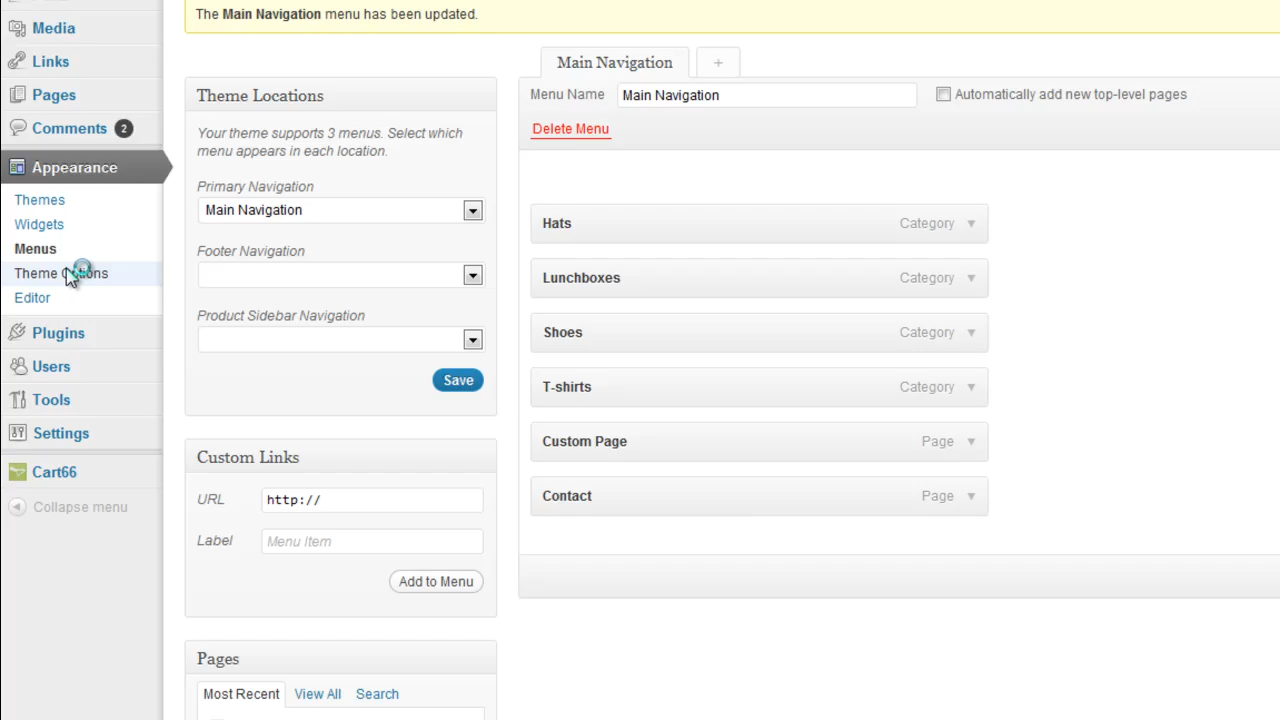 The Main Navigation menu has been updated.
Media
Links
Pages
Comments 2
Appearance
Themes
Widgets
Menus
Theme Options
Editor
Plugins
Users
Tools
Settings
Cart66
Collapse menu
Theme Locations
Your theme supports 3 menus. Select which
menu appears in each location.
Primary Navigation
Main Navigation
Footer Navigation
Product Sidebar Navigation
Save
Custom Links
URL http://
Label Menu Item
Add to Menu
Pages
Most Recent View All Search
Main Navigation +
Menu Name Main Navigation Automatically add new top-level pages
Delete Menu
Hats Category
Lunchboxes Category
Shoes Category
T-shirts Category
Custom Page Page
Contact Page